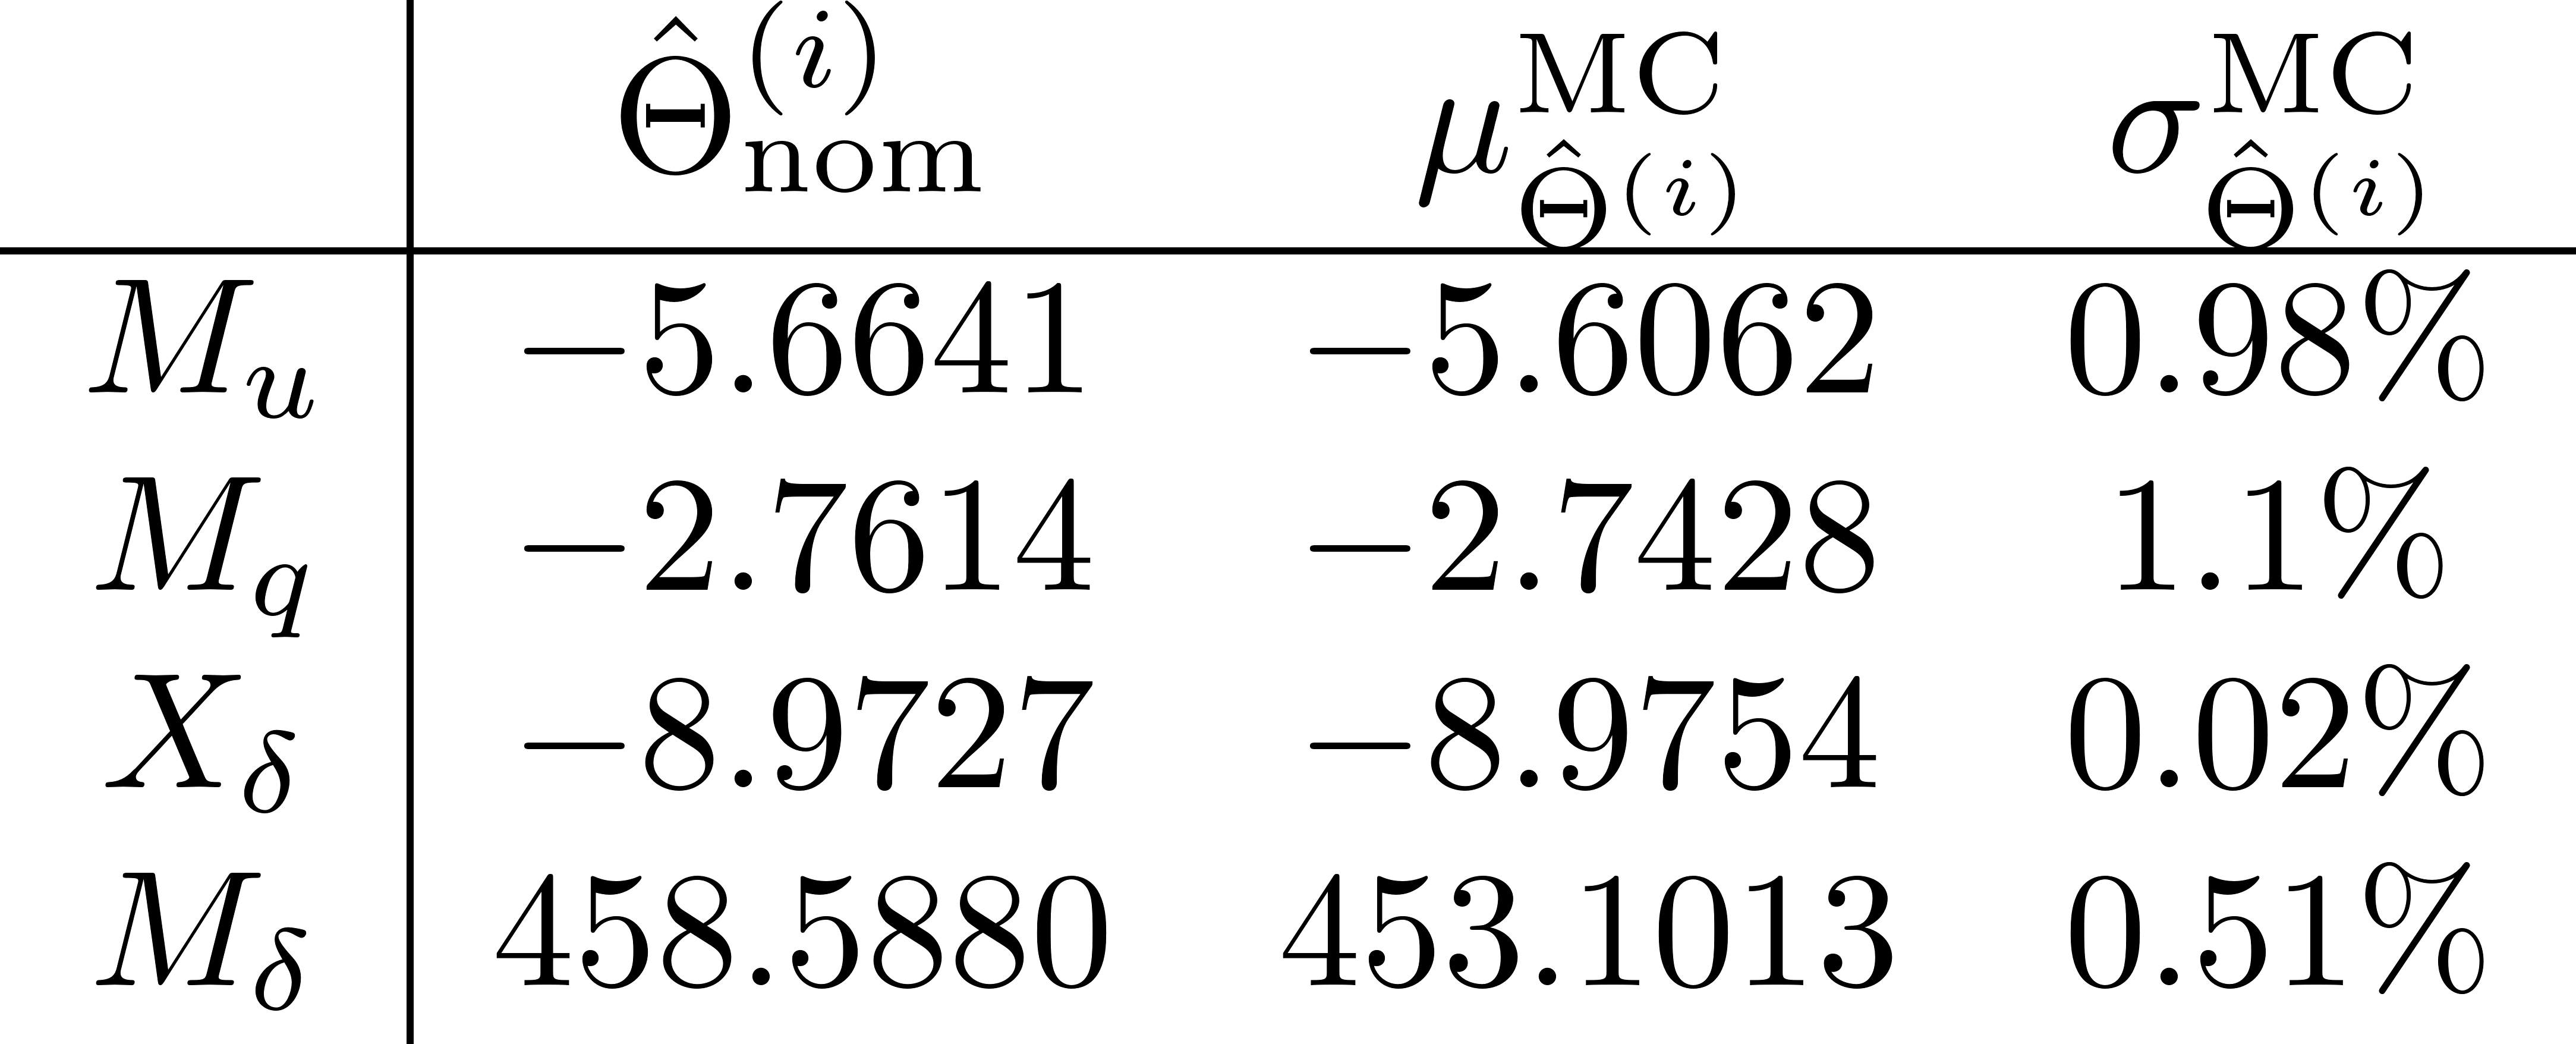 Θ̂_nom^(i) μ_Θ̂^(i)^MC σ_Θ̂^(i)^MC
M_u −5.6641 −5.6062 0.98%
M_q −2.7614 −2.7428 1.1%
X_δ −8.9727 −8.9754 0.02%
M_δ 458.5880 453.1013 0.51%